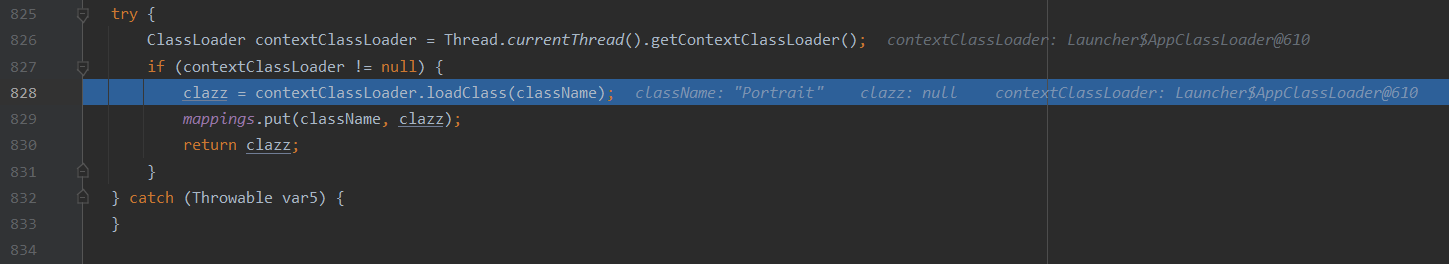 825 try {
826 ClassLoader contextClassLoader = Thread.currentThread().getContextClassLoader(); contextClassLoader: Launcher$AppClassLoader@610
827 if (contextClassLoader != null) {
828 clazz = contextClassLoader.loadClass(className); className: "Portrait" clazz: null contextClassLoader: Launcher$AppClassLoader@610
829 mappings.put(className, clazz);
830 return clazz;
831 }
832 } catch (Throwable var5) {
833 }
834